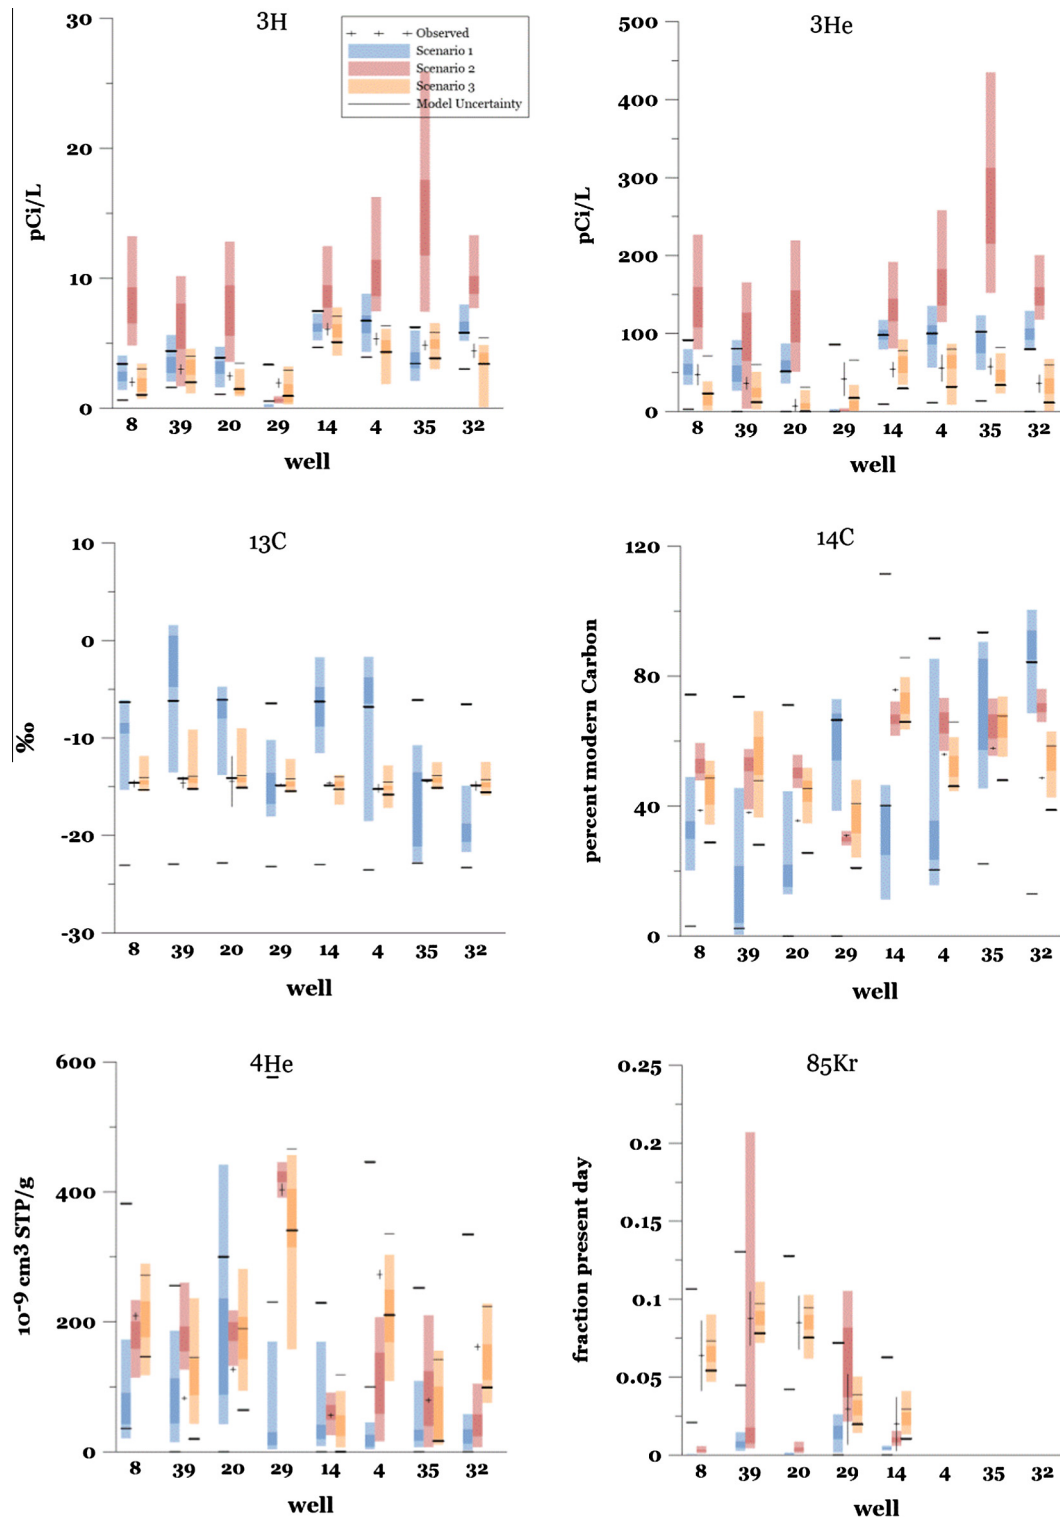 3H
Observed
Scenario 1
Scenario 2
Scenario 3
Model Uncertainty
30
20
10
0
pCi/L
8 39 20 29 14 4 35 32
well
3He
500
400
300
200
100
0
pCi/L
8 39 20 29 14 4 35 32
well
13C
10
0
-10
-20
-30
‰
8 39 20 29 14 4 35 32
well
14C
120
80
40
0
percent modern Carbon
8 39 20 29 14 4 35 32
well
4He
600
400
200
0
10-9 cm3 STP/g
8 39 20 29 14 4 35 32
well
85Kr
0.25
0.2
0.15
0.1
0.05
0
fraction present day
8 39 20 29 14 4 35 32
well